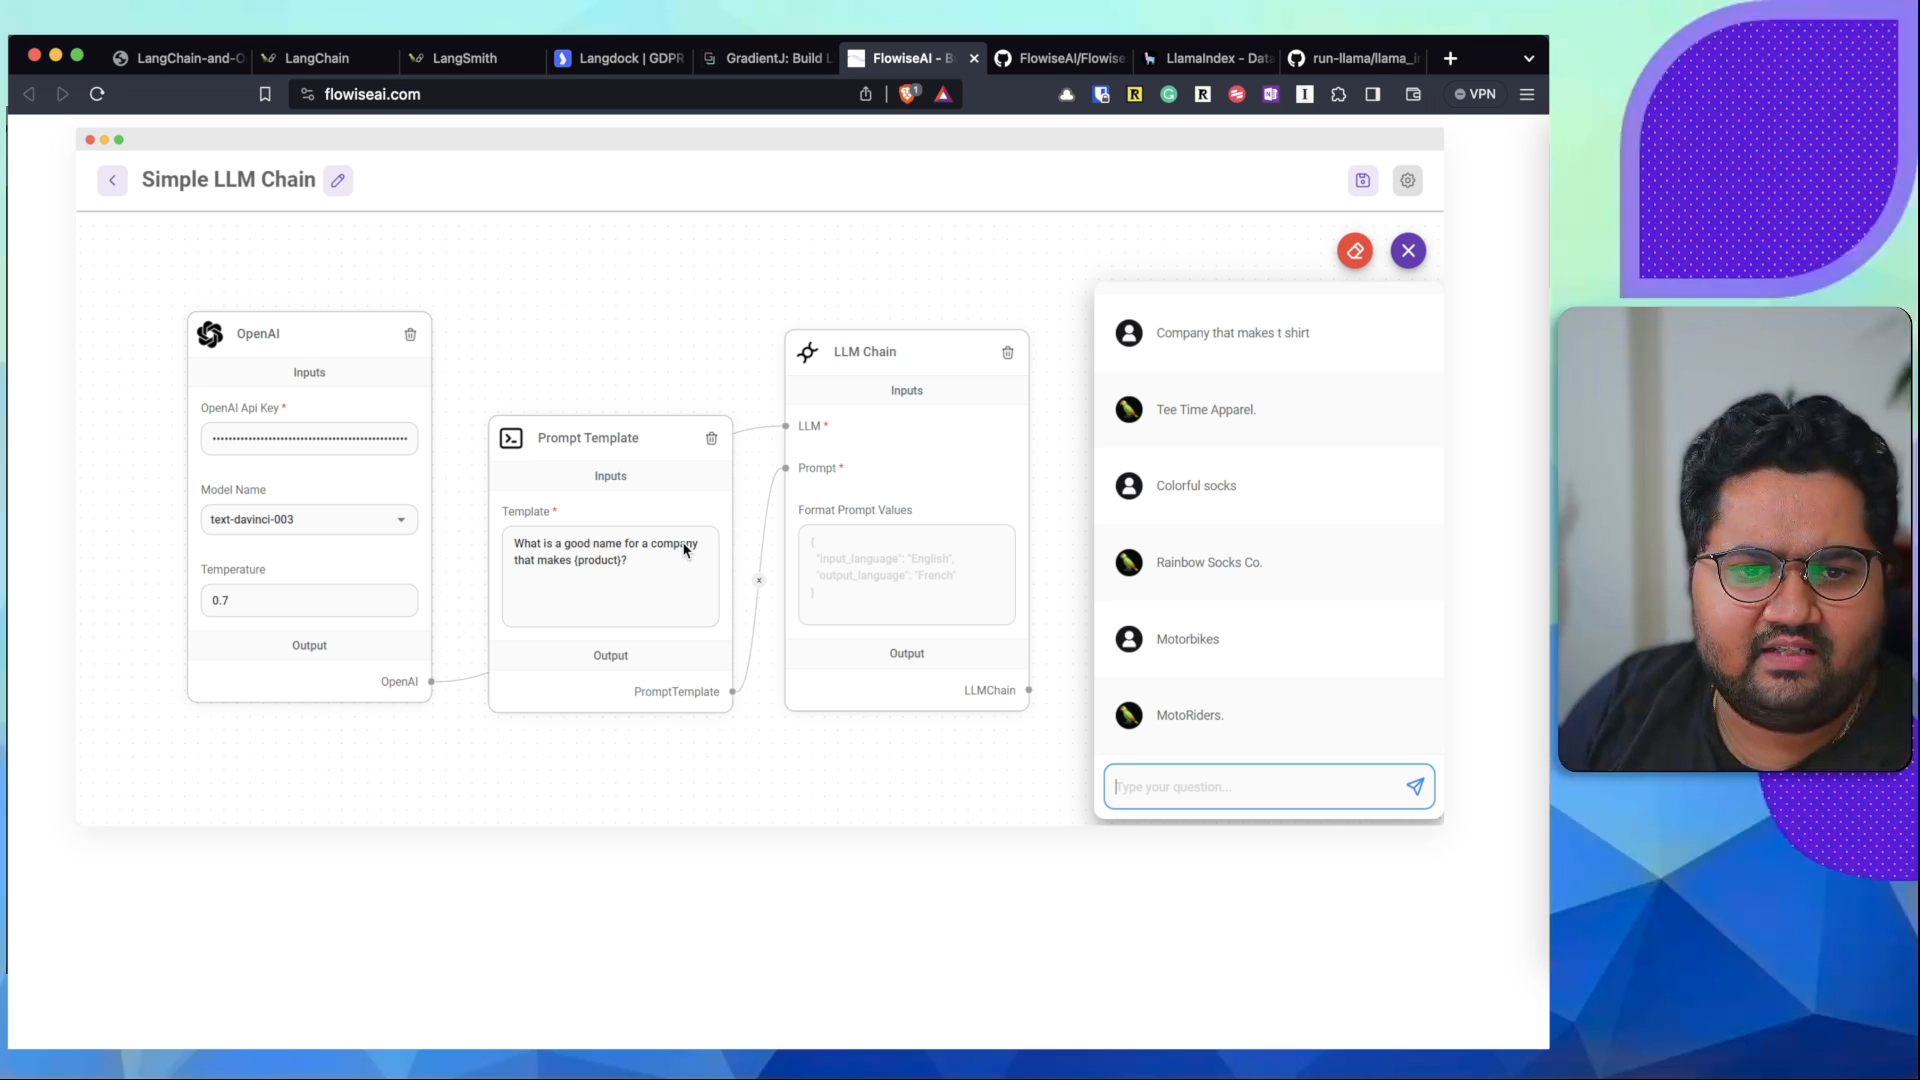 LangChain-and-O
LangChain
LangSmith
Langdock | GDPR
GradientJ: Build L
FlowiseAI - B
FlowiseAI/Flowise
LlamaIndex - Data
run-llama/llama_in
flowiseai.com
1
VPN
Simple LLM Chain
OpenAI
Inputs
OpenAI Api Key *
Model Name
text-davinci-003
Temperature
0.7
Output
OpenAI
Prompt Template
Inputs
Template *
What is a good name for a company
that makes {product}?
Output
PromptTemplate
x
LLM Chain
Inputs
LLM *
Prompt *
Format Prompt Values
{
"input_language": "English",
"output_language": "French"
}
Output
LLMChain
Company that makes t shirt
Tee Time Apparel.
Colorful socks
Rainbow Socks Co.
Motorbikes
MotoRiders.
Type your question...